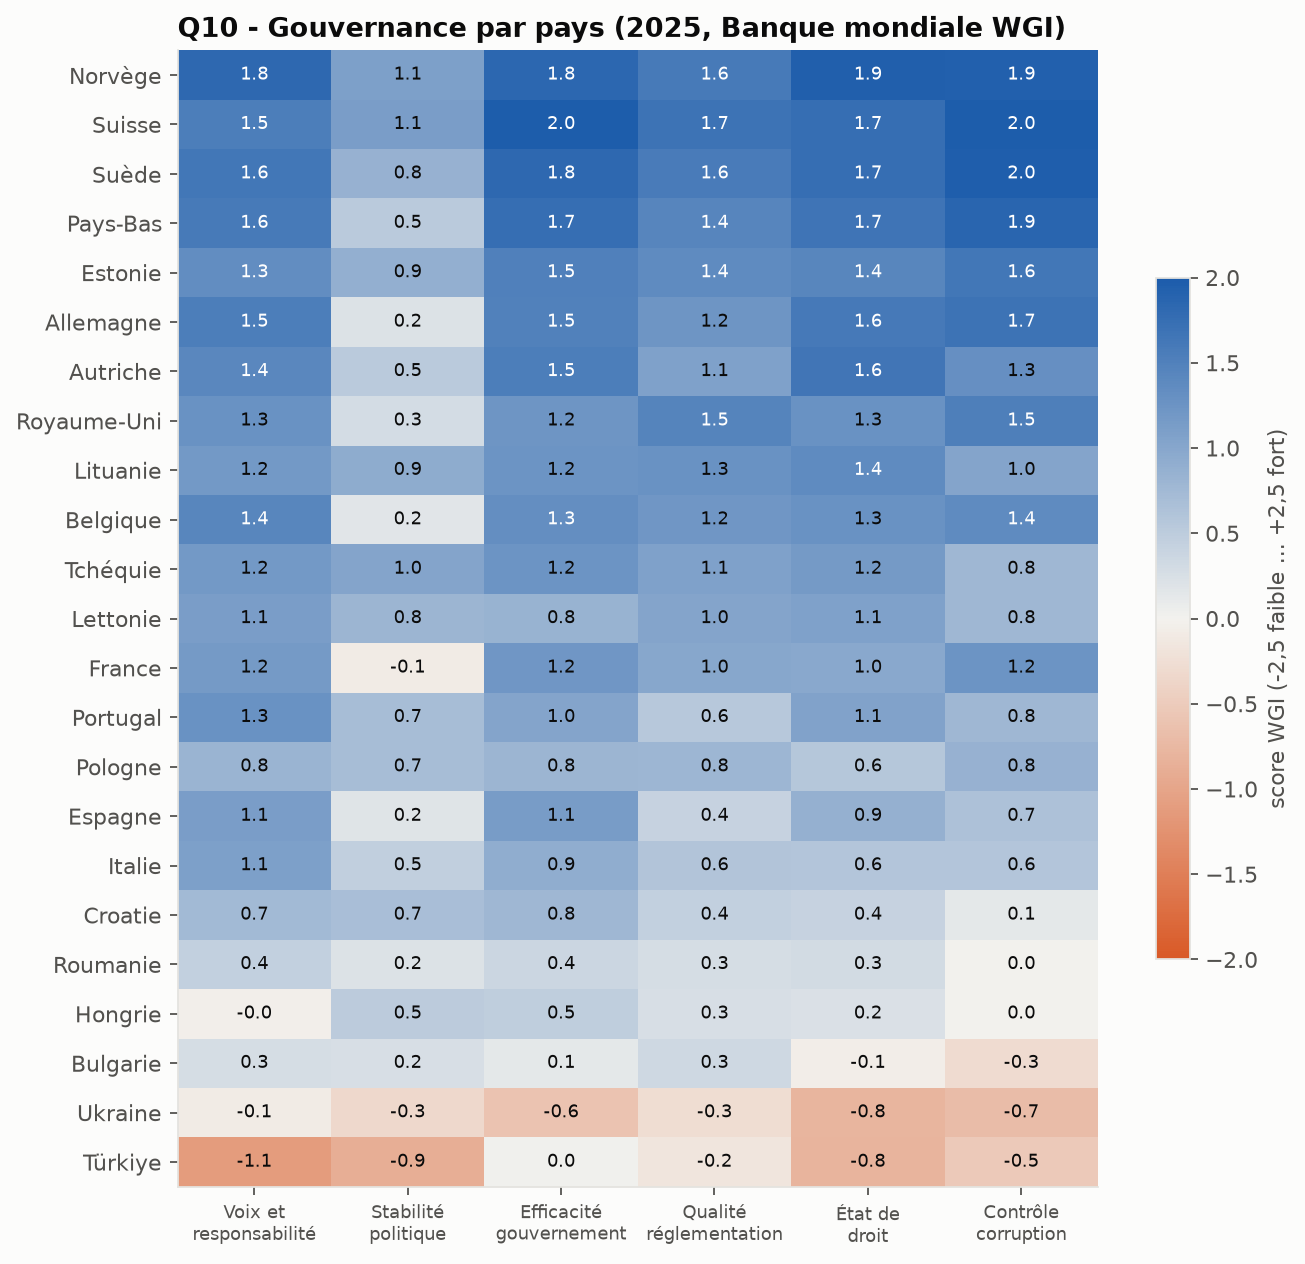 Q10 - Gouvernance par pays (2025, Banque mondiale WGI)
Norvège 1.8 1.1 1.8 1.6 1.9 1.9
Suisse 1.5 1.1 2.0 1.7 1.7 2.0
Suède 1.6 0.8 1.8 1.6 1.7 2.0
Pays-Bas 1.6 0.5 1.7 1.4 1.7 1.9
Estonie 1.3 0.9 1.5 1.4 1.4 1.6
Allemagne 1.5 0.2 1.5 1.2 1.6 1.7
Autriche 1.4 0.5 1.5 1.1 1.6 1.3
Royaume-Uni 1.3 0.3 1.2 1.5 1.3 1.5
Lituanie 1.2 0.9 1.2 1.3 1.4 1.0
Belgique 1.4 0.2 1.3 1.2 1.3 1.4
Tchéquie 1.2 1.0 1.2 1.1 1.2 0.8
Lettonie 1.1 0.8 0.8 1.0 1.1 0.8
France 1.2 -0.1 1.2 1.0 1.0 1.2
Portugal 1.3 0.7 1.0 0.6 1.1 0.8
Pologne 0.8 0.7 0.8 0.8 0.6 0.8
Espagne 1.1 0.2 1.1 0.4 0.9 0.7
Italie 1.1 0.5 0.9 0.6 0.6 0.6
Croatie 0.7 0.7 0.8 0.4 0.4 0.1
Roumanie 0.4 0.2 0.4 0.3 0.3 0.0
Hongrie -0.0 0.5 0.5 0.3 0.2 0.0
Bulgarie 0.3 0.2 0.1 0.3 -0.1 -0.3
Ukraine -0.1 -0.3 -0.6 -0.3 -0.8 -0.7
Türkiye -1.1 -0.9 0.0 -0.2 -0.8 -0.5
Voix et
responsabilité
Stabilité
politique
Efficacité
gouvernement
Qualité
réglementation
État de
droit
Contrôle
corruption
2.0
1.5
1.0
0.5
0.0
−0.5
−1.0
−1.5
−2.0
score WGI (-2,5 faible ... +2,5 fort)